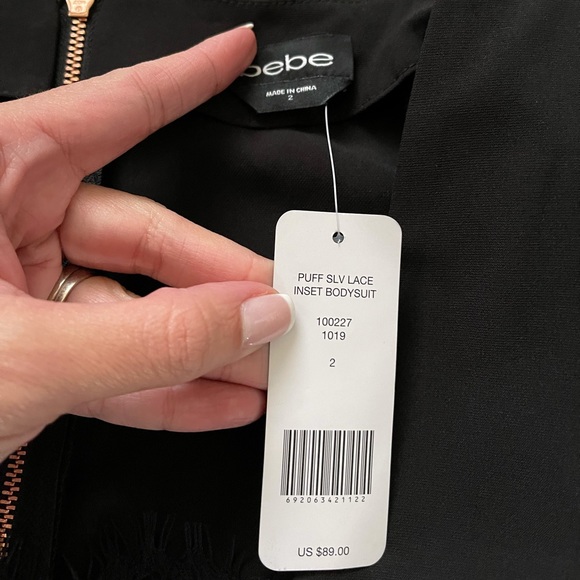 bebe
MADE IN CHINA
2
PUFF SLV LACE
INSET BODYSUIT
100227
1019
2
692063421122
US $89.00